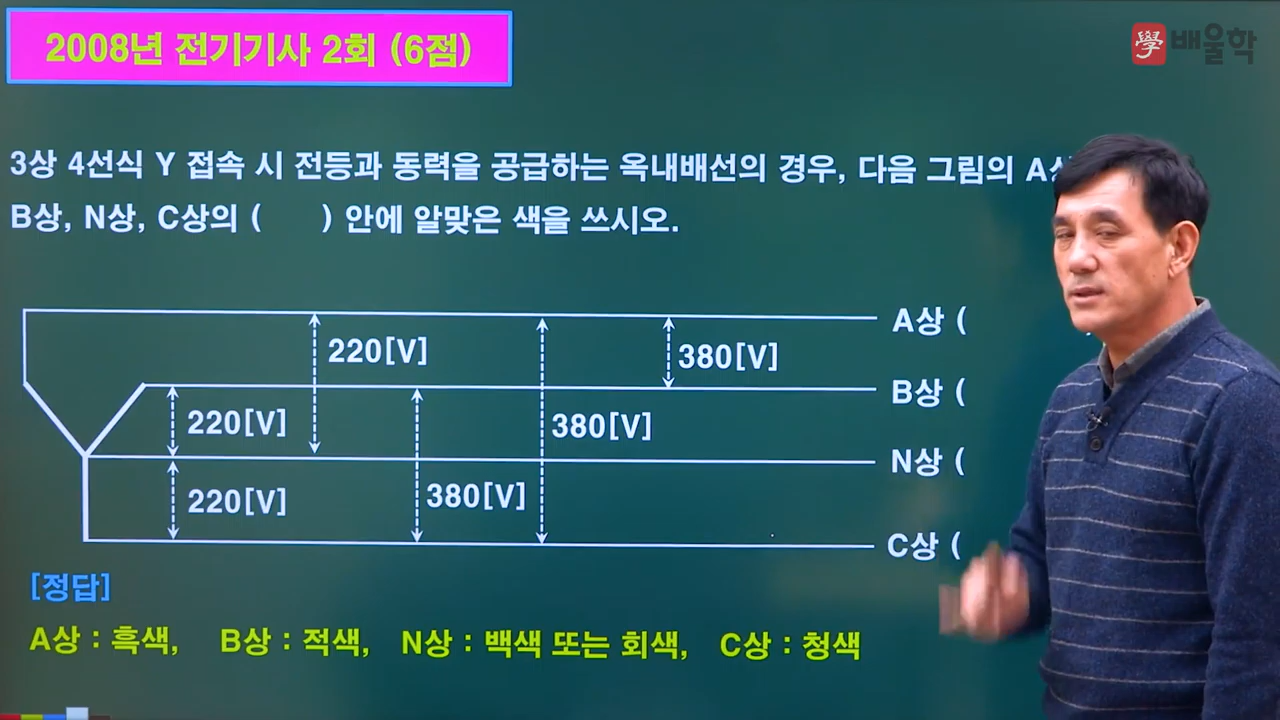 2008년 전기기사 2회 (6점)
學 배울학
3상 4선식 Y 접속 시 전등과 동력을 공급하는 옥내배선의 경우, 다음 그림의
B상, N상, C상의 ( ) 안에 알맞은 색을 쓰시오.
A상 (
220[V]
380[V]
B상 (
220[V]
380[V]
N상 (
220[V]
380[V]
C상 (
[정답]
A상 : 흑색, B상 : 적색, N상 : 백색 또는 회색, C상 : 청색